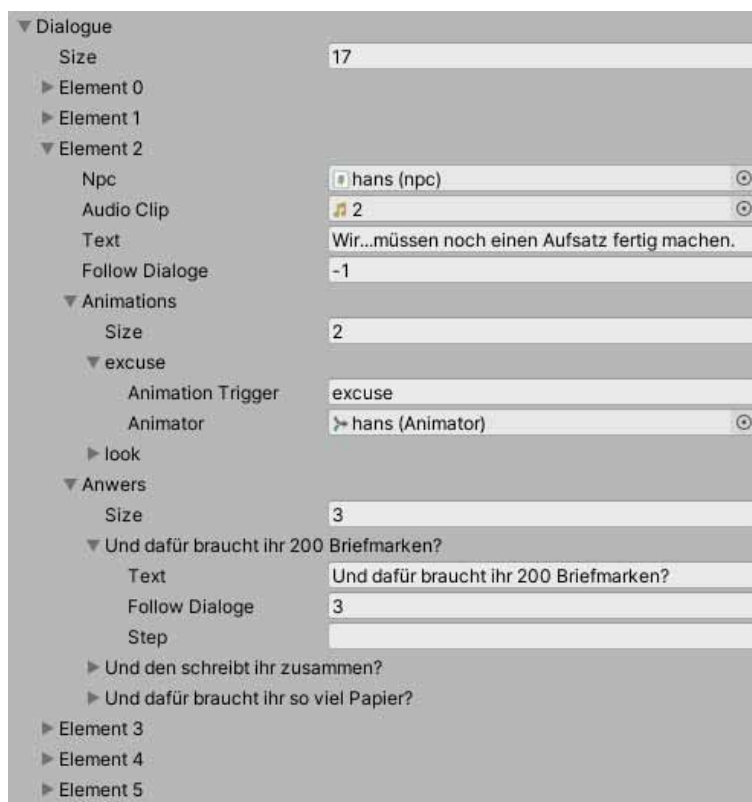 Dialogue
Size 17
Element 0
Element 1
Element 2
Npc hans (npc)
Audio Clip 2
Text Wir...müssen noch einen Aufsatz fertig machen.
Follow Dialoge -1
Animations
Size 2
excuse
Animation Trigger excuse
Animator hans (Animator)
look
Anwers
Size 3
Und dafür braucht ihr 200 Briefmarken?
Text Und dafür braucht ihr 200 Briefmarken?
Follow Dialoge 3
Step
Und den schreibt ihr zusammen?
Und dafür braucht ihr so viel Papier?
Element 3
Element 4
Element 5